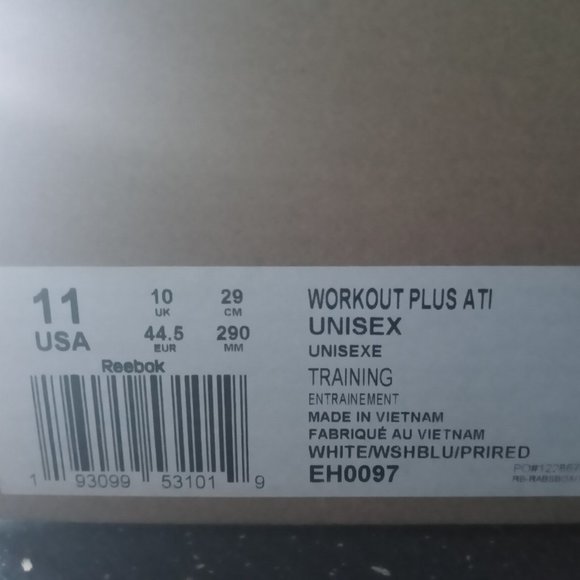 11
USA
10
UK
29
CM
44.5
EUR
290
MM
Reebok
1 93099 53101 9
WORKOUT PLUS ATI
UNISEX
UNISEXE
TRAINING
ENTRAINEMENT
MADE IN VIETNAM
FABRIQUÉ AU VIETNAM
WHITE/WSHBLU/PRIRED
EH0097